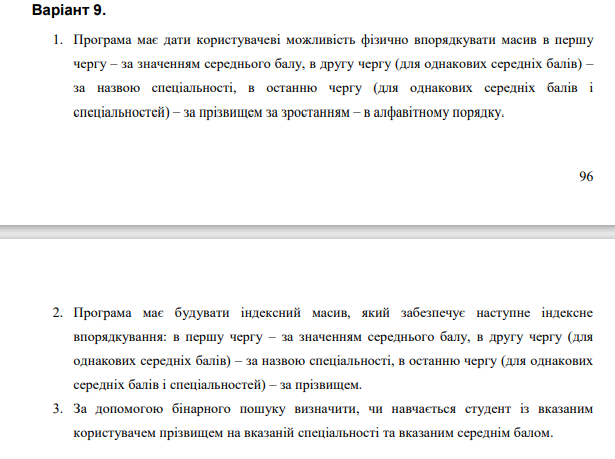 Варіант 9.
1. Програма має дати користувачеві можливість фізично впорядкувати масив в першу
чергу – за значенням середнього балу, в другу чергу (для однакових середніх балів) –
за назвою спеціальності, в останню чергу (для однакових середніх балів і
спеціальностей) – за прізвищем за зростанням – в алфавітному порядку.
96
2. Програма має будувати індексний масив, який забезпечує наступне індексне
впорядкування: в першу чергу – за значенням середнього балу, в другу чергу (для
однакових середніх балів) – за назвою спеціальності, в останню чергу (для однакових
середніх балів і спеціальностей) – за прізвищем.
3. За допомогою бінарного пошуку визначити, чи навчається студент із вказаним
користувачем прізвищем на вказаній спеціальності та вказаним середнім балом.